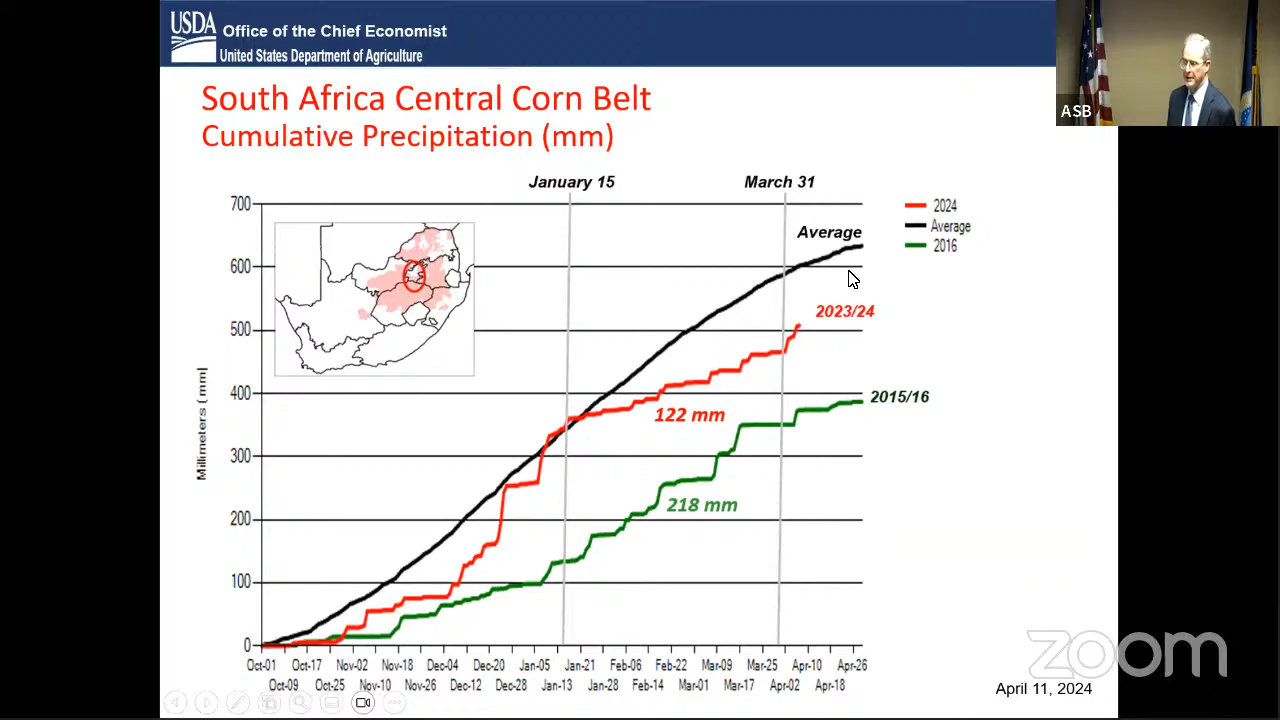 USDA
Office of the Chief Economist
United States Department of Agriculture
ASB
South Africa Central Corn Belt
Cumulative Precipitation (mm)
January 15
March 31
700
600
500
400
300
200
100
0
Millimeters (mm)
2024
Average
2016
Average
2023/24
2015/16
122 mm
218 mm
Oct-01 Oct-17 Nov-02 Nov-18 Dec-04 Dec-20 Jan-05 Jan-21 Feb-06 Feb-22 Mar-09 Mar-25 Apr-10 Apr-26
Oct-09 Oct-25 Nov-10 Nov-26 Dec-12 Dec-28 Jan-13 Jan-28 Feb-14 Mar-01 Mar-17 Apr-02 Apr-18
zoom
April 11, 2024